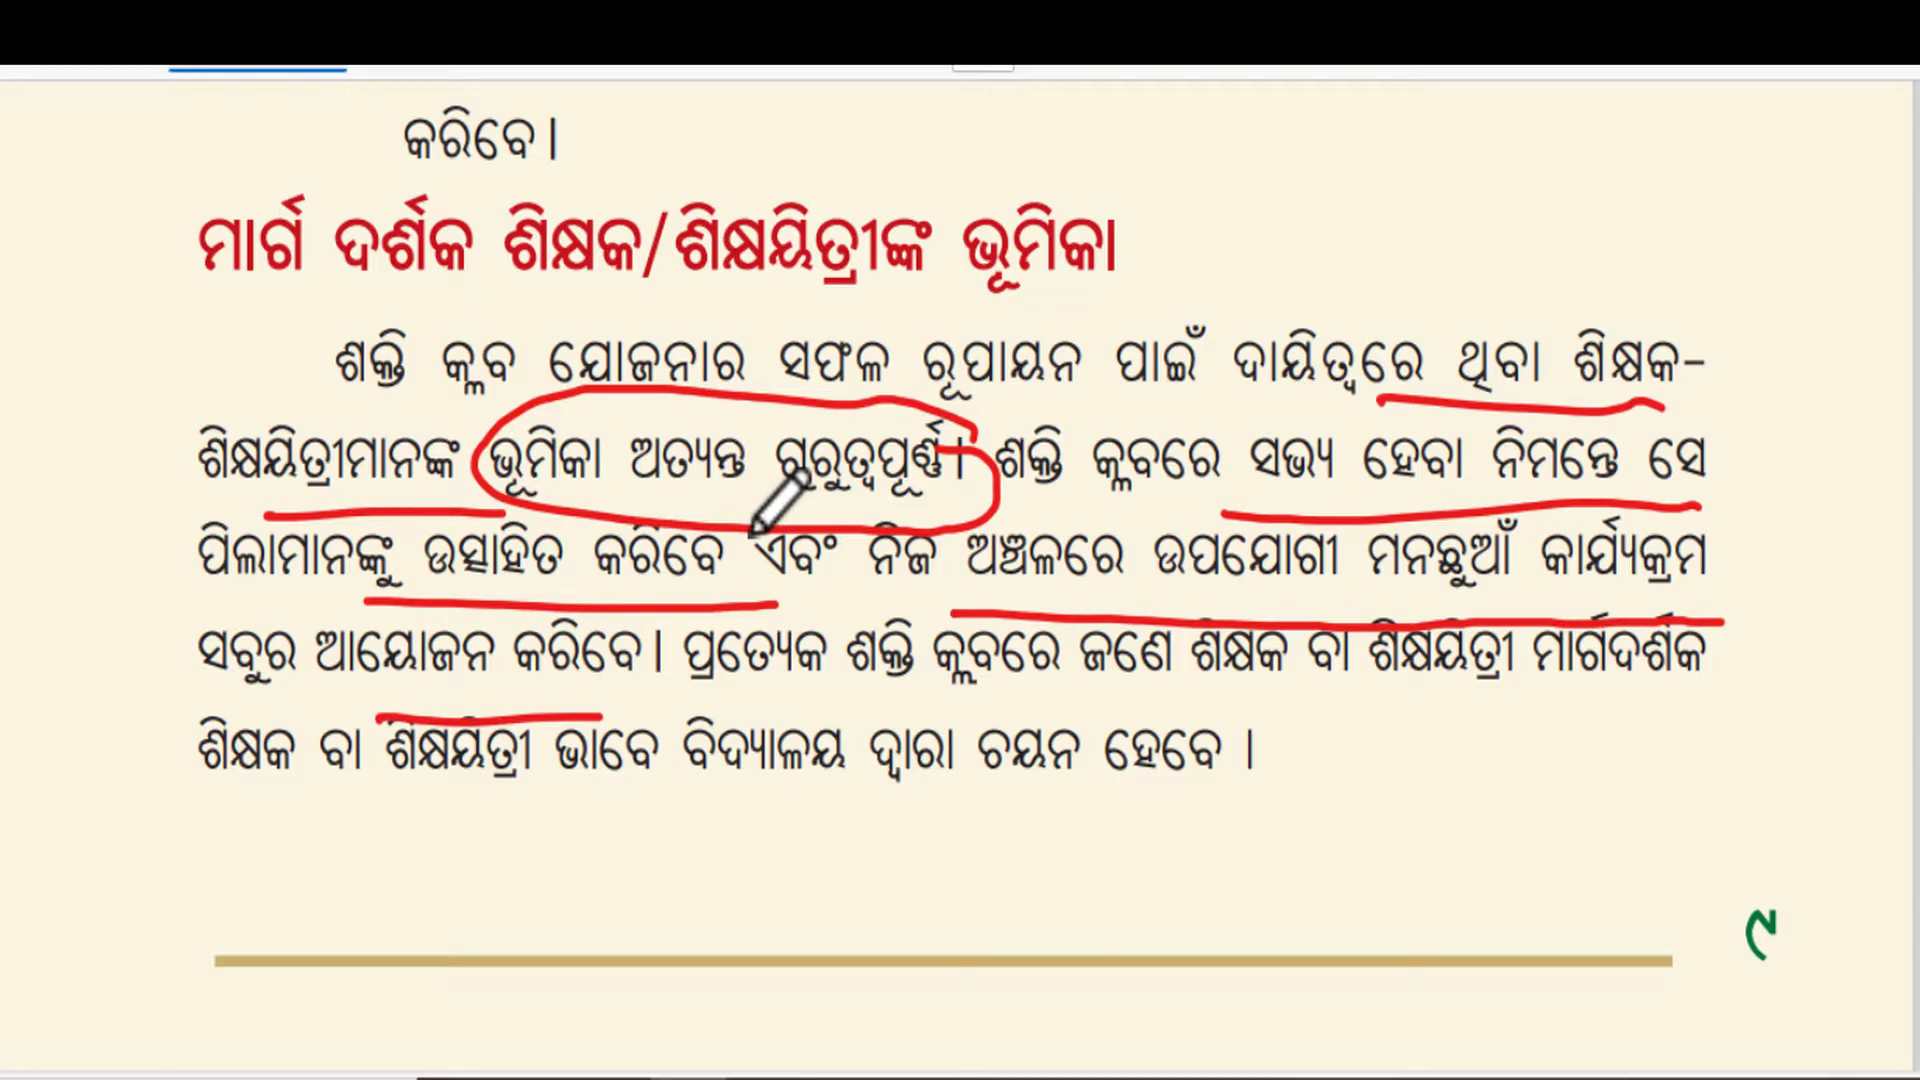 କରିବେ।
ମାର୍ଗ ଦର୍ଶକ ଶିକ୍ଷକ/ଶିକ୍ଷୟିତ୍ରୀଙ୍କ ଭୂମିକା
ଶକ୍ତି କ୍ଳବ ଯୋଜନାର ସଫଳ ରୂପାୟନ ପାଇଁ ଦାୟିତ୍ୱରେ ଥିବା ଶିକ୍ଷକ-
ଶିକ୍ଷୟିତ୍ରୀମାନଙ୍କ ଭୂମିକା ଅତ୍ୟନ୍ତ ଗୁରୁତ୍ୱପୂର୍ଣ୍ଣ। ଶକ୍ତି କ୍ଳବରେ ସଭ୍ୟ ହେବା ନିମନ୍ତେ ସେ
ପିଲାମାନଙ୍କୁ ଉତ୍ସାହିତ କରିବେ ଏବଂ ନିଜ ଅଞ୍ଚଳରେ ଉପଯୋଗୀ ମନଛୁଆଁ କାର୍ଯ୍ୟକ୍ରମ
ସବୁର ଆୟୋଜନ କରିବେ। ପ୍ରତ୍ୟେକ ଶକ୍ତି କ୍ଲବରେ ଜଣେ ଶିକ୍ଷକ ବା ଶିକ୍ଷୟିତ୍ରୀ ମାର୍ଗଦର୍ଶକ
ଶିକ୍ଷକ ବା ଶିକ୍ଷୟିତ୍ରୀ ଭାବେ ବିଦ୍ୟାଳୟ ଦ୍ୱାରା ଚୟନ ହେବେ ।
୯